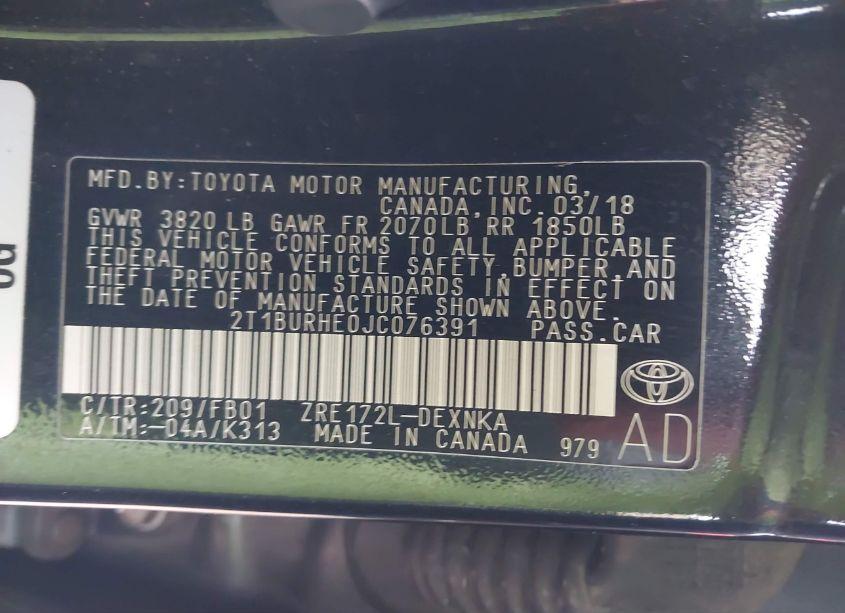 MFD.BY:TOYOTA MOTOR MANUFACTURING,
CANADA,INC. 03/18
GVWR 3820 LB GAWR FR 2070LB RR 1850LB
THIS VEHICLE CONFORMS TO ALL APPLICABLE
FEDERAL MOTOR VEHICLE SAFETY,BUMPER,AND
THEFT PREVENTION STANDARDS IN EFFECT ON
THE DATE OF MANUFACTURE SHOWN ABOVE.
2T1BURHE0JC076391 PASS.CAR
C/TR:209/FB01 ZRE172L-DEXNKA
A/TM:-04A/K313 MADE IN CANADA 979 AD